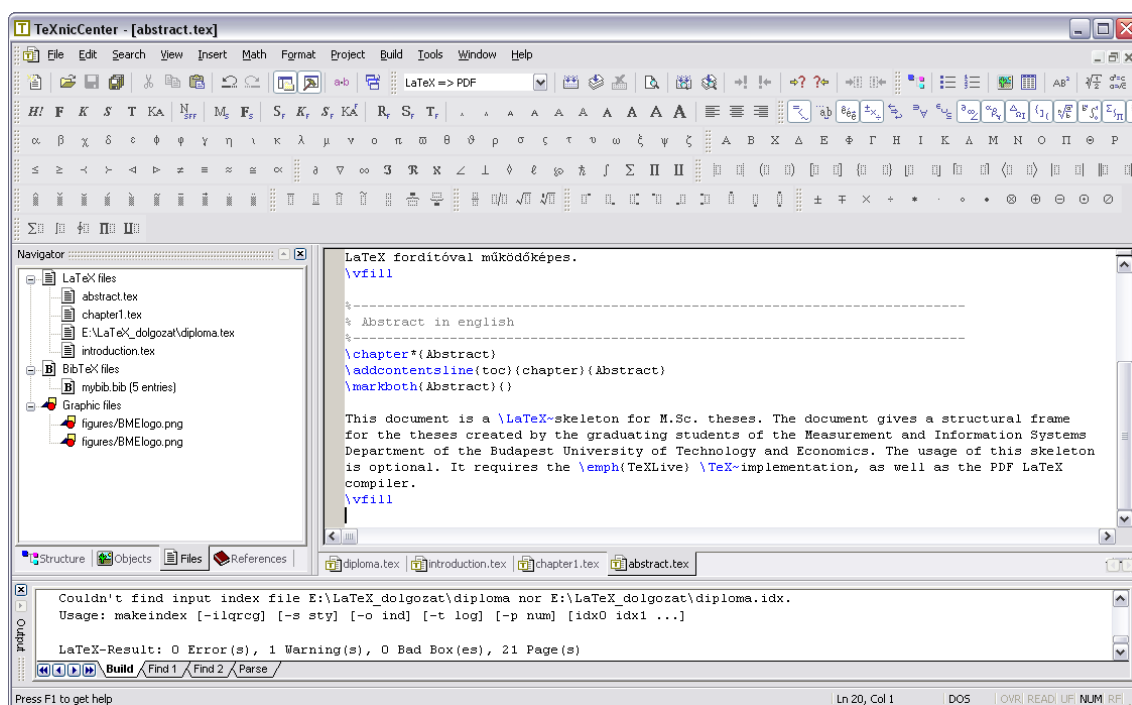 TeXnicCenter - [abstract.tex]
File Edit Search View Insert Math Format Project Build Tools Window Help
LaTeX => PDF
α β χ δ ε ϕ φ γ η ι κ λ μ ν ο π ϖ θ ϑ ρ σ ς τ υ ω ξ ψ ζ Α Β Χ Δ Ε Φ Γ Η Ι Κ Λ Μ Ν Ο Π Θ Ρ
Navigator
LaTeX files
abstract.tex
chapter1.tex
E:\LaTeX_dolgozat\diploma.tex
introduction.tex
BibTeX files
mybib.bib (5 entries)
Graphic files
figures/BMElogo.png
figures/BMElogo.png
Structure Objects Files References
LaTeX fordítóval működőképes.
\vfill
%----------------------------------------------------------------------------
% Abstract in english
%----------------------------------------------------------------------------
\chapter*{Abstract}
\addcontentsline{toc}{chapter}{Abstract}
\markboth{Abstract}{}
This document is a \LaTeX~skeleton for M.Sc. theses. The document gives a structural frame
for the theses created by the graduating students of the Measurement and Information Systems
Department of the Budapest University of Technology and Economics. The usage of this skeleton
is optional. It requires the \emph{TeXLive} \TeX~implementation, as well as the PDF LaTeX
compiler.
\vfill
diploma.tex introduction.tex chapter1.tex abstract.tex
Output
Couldn't find input index file E:\LaTeX_dolgozat\diploma nor E:\LaTeX_dolgozat\diploma.idx.
Usage: makeindex [-ilqrcg] [-s sty] [-o ind] [-t log] [-p num] [idx0 idx1 ...]
LaTeX-Result: 0 Error(s), 1 Warning(s), 0 Bad Box(es), 21 Page(s)
Build Find 1 Find 2 Parse
Press F1 to get help Ln 20, Col 1 DOS OVR READ UF NUM RF